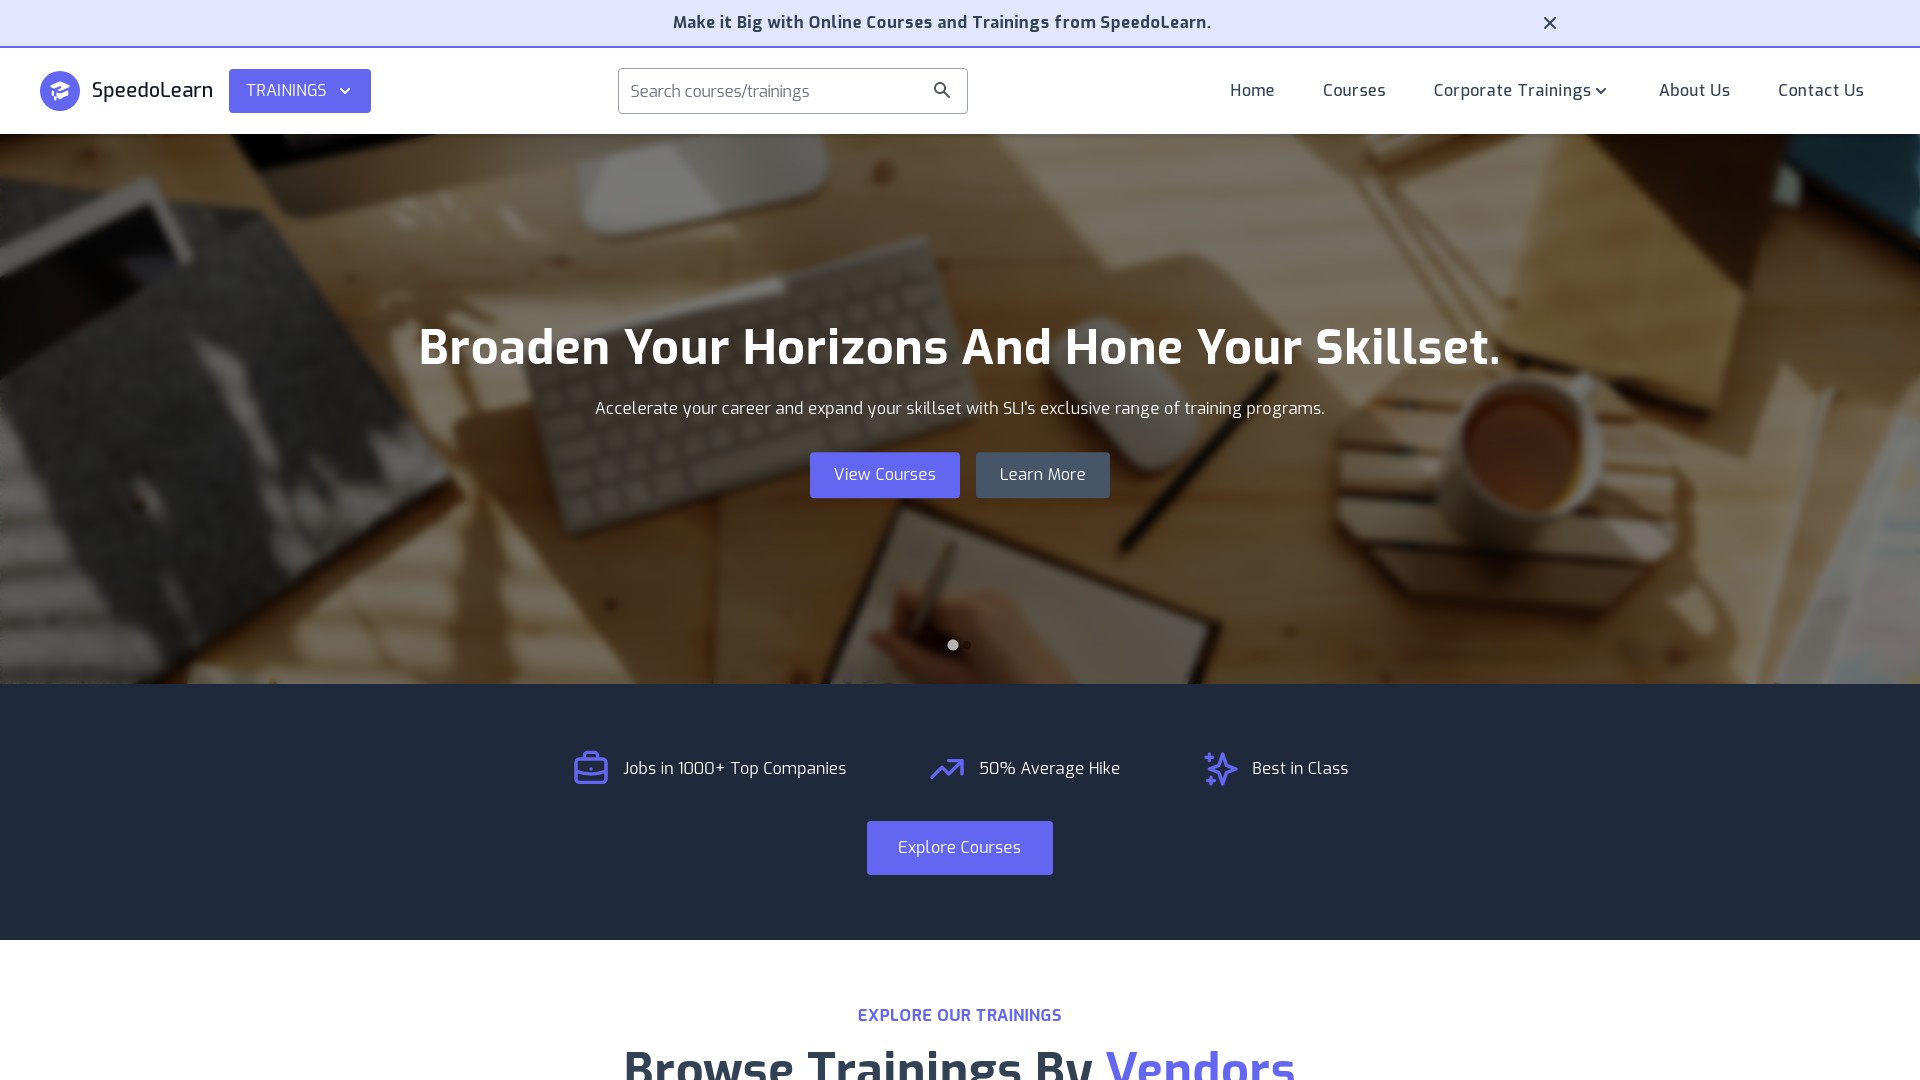 Make it Big with Online Courses and Trainings from SpeedoLearn.
SpeedoLearn
TRAININGS
Search courses/trainings
Home
Courses
Corporate Trainings
About Us
Contact Us
Broaden Your Horizons And Hone Your Skillset.
Accelerate your career and expand your skillset with SLI's exclusive range of training programs.
View Courses
Learn More
Jobs in 1000+ Top Companies
50% Average Hike
Best in Class
Explore Courses
EXPLORE OUR TRAININGS
Browse Trainings By Vendors